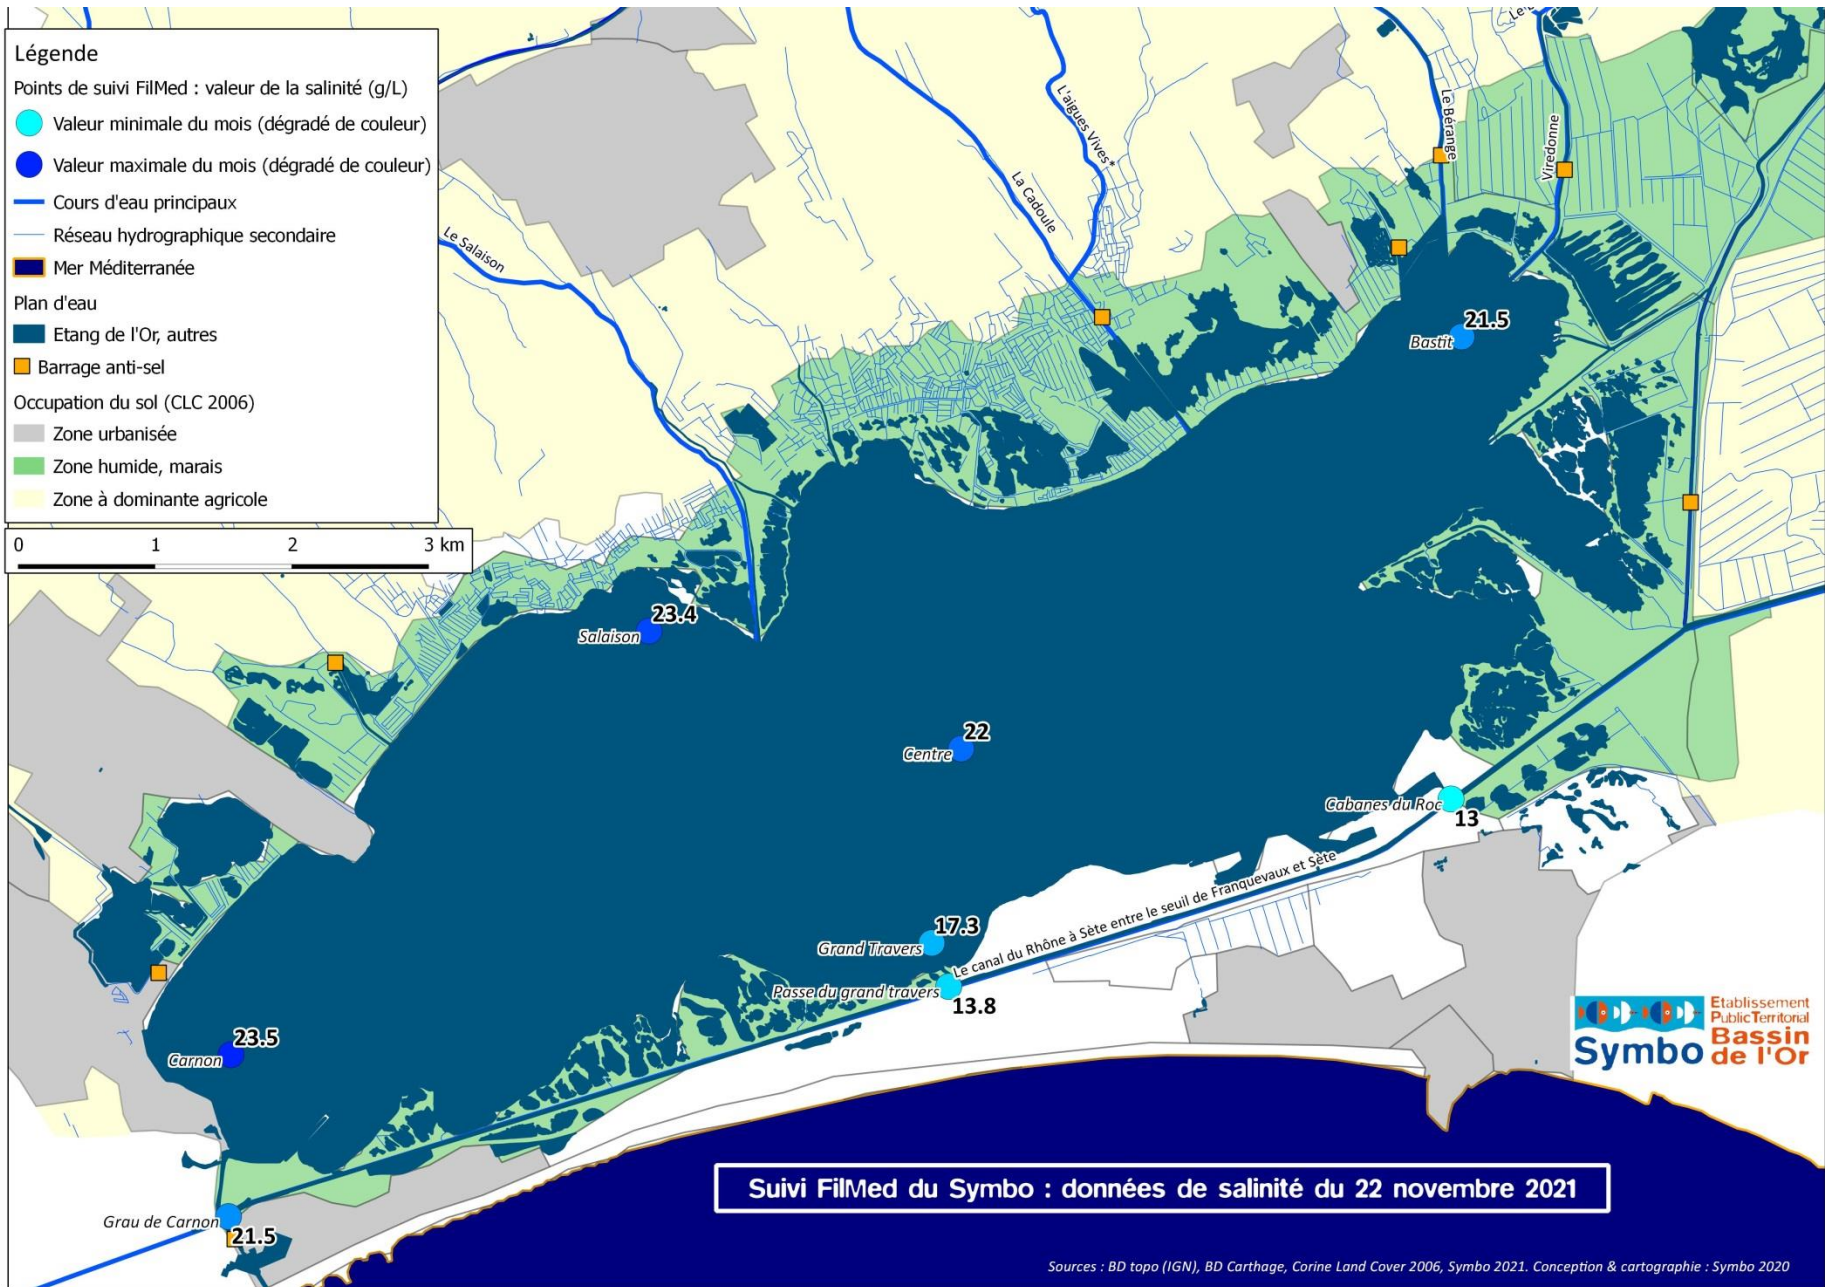 Légende
Points de suivi FilMed : valeur de la salinité (g/L)
Valeur minimale du mois (dégradé de couleur)
Valeur maximale du mois (dégradé de couleur)
Cours d'eau principaux
Réseau hydrographique secondaire
Mer Méditerranée
Plan d'eau
Etang de l'Or, autres
Barrage anti-sel
Occupation du sol (CLC 2006)
Zone urbanisée
Zone humide, marais
Zone à dominante agricole
0 1 2 3 km
Le Salaison
La Cadoule
L'aigues Vives*
Le Bérange
Viredonne
21.5
Bastit
23.4
Salaison
22
Centre
Cabanes du Roc
13
Le canal du Rhône à Sète entre le seuil de Franquevaux et Sète
17.3
Grand Travers
Passe du grand travers
13.8
23.5
Carnon
Grau de Carnon
21.5
Etablissement
Public Territorial
Bassin
de l'Or
Symbo
Suivi FilMed du Symbo : données de salinité du 22 novembre 2021
Sources : BD topo (IGN), BD Carthage, Corine Land Cover 2006, Symbo 2021. Conception & cartographie : Symbo 2020